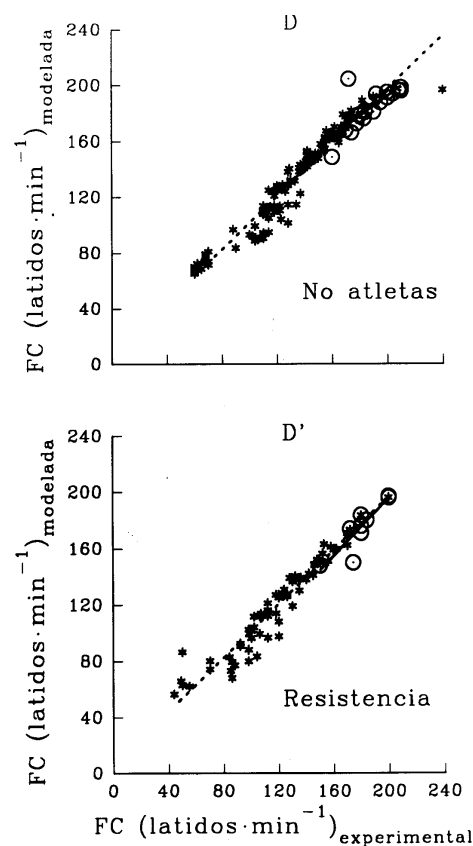 D
240
200
160
120
80
40
0
FC (latidos·min⁻¹)modelada
No atletas
D'
240
200
160
120
80
40
0
FC (latidos·min⁻¹)modelada
Resistencia
0 40 80 120 160 200 240
FC (latidos·min⁻¹)experimental